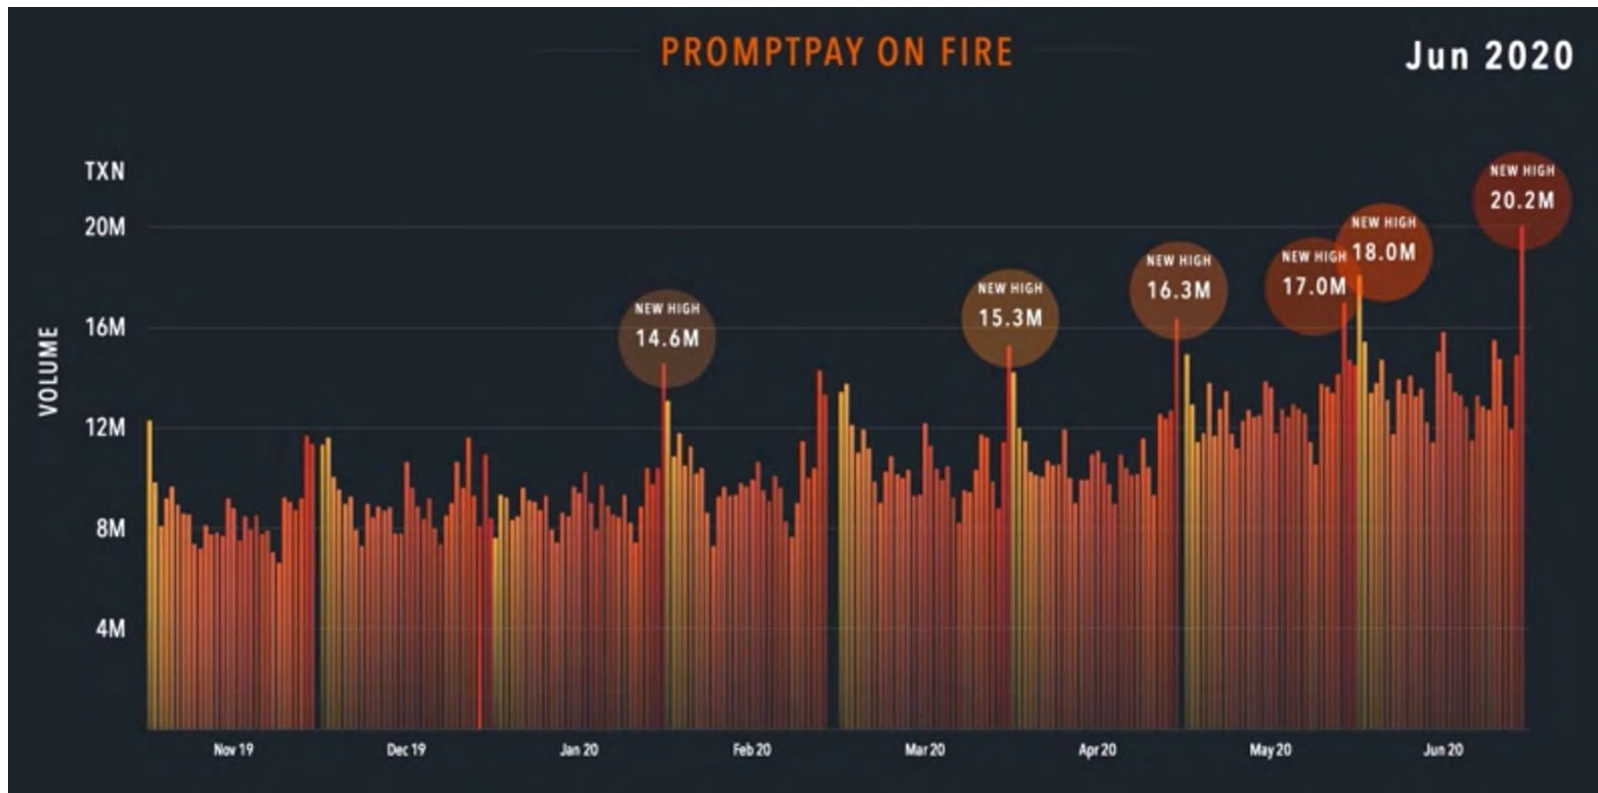 PROMPTPAY ON FIRE
Jun 2020
TXN
20M
16M
12M
8M
4M
VOLUME
NEW HIGH
14.6M
NEW HIGH
15.3M
NEW HIGH
16.3M
NEW HIGH
17.0M
NEW HIGH
18.0M
NEW HIGH
20.2M
Nov 19
Dec 19
Jan 20
Feb 20
Mar 20
Apr 20
May 20
Jun 20